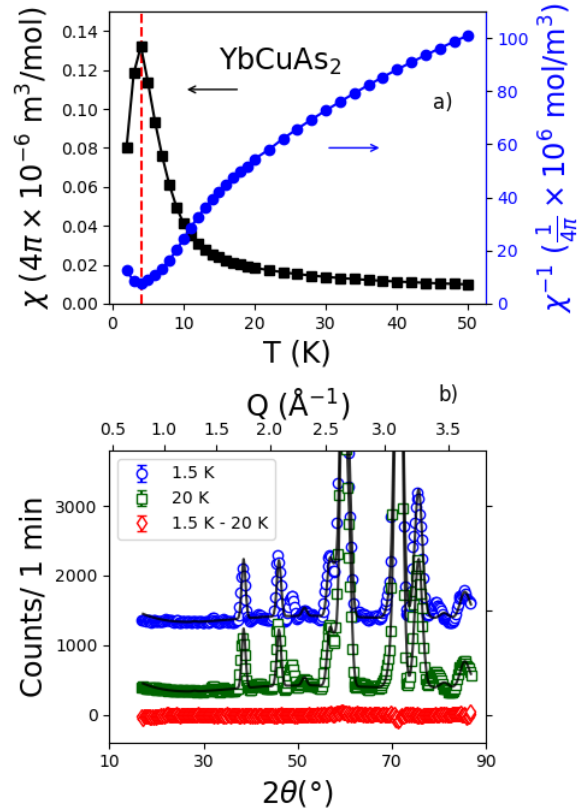 YbCuAs₂
a)
χ (4π × 10⁻⁶ m³/mol)
0.14
0.12
0.10
0.08
0.06
0.04
0.02
0.00
100
80
60
40
20
0
χ⁻¹ (1/4π × 10⁶ mol/m³)
0 10 20 30 40 50
T (K)
b)
Q (Å⁻¹)
0.5 1.0 1.5 2.0 2.5 3.0 3.5
1.5 K
20 K
1.5 K - 20 K
Counts/ 1 min
3000
2000
1000
0
10 30 50 70 90
2θ(°)